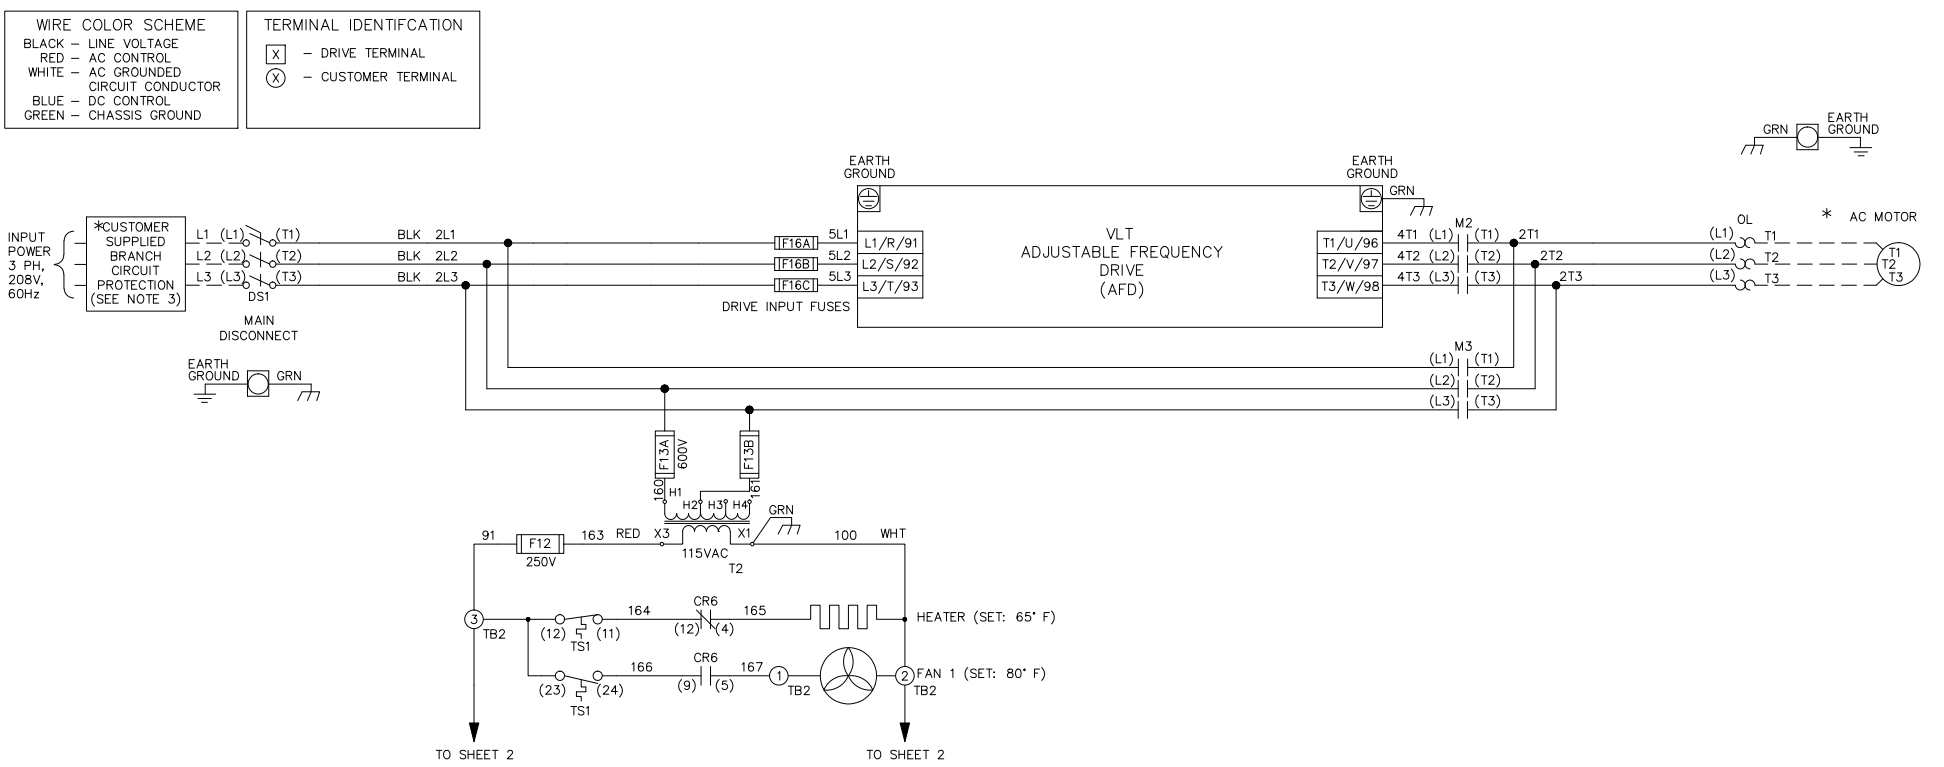 WIRE COLOR SCHEME
BLACK – LINE VOLTAGE
RED – AC CONTROL
WHITE – AC GROUNDED
CIRCUIT CONDUCTOR
BLUE – DC CONTROL
GREEN – CHASSIS GROUND
TERMINAL IDENTIFCATION
X – DRIVE TERMINAL
X – CUSTOMER TERMINAL
GRN
EARTH
GROUND
EARTH
GROUND
EARTH
GROUND
GRN
INPUT
POWER
3 PH,
208V,
60Hz
*CUSTOMER
SUPPLIED
BRANCH
CIRCUIT
PROTECTION
(SEE NOTE 3)
L1 (L1) (T1) BLK 2L1 F16A 5L1 L1/R/91
L2 (L2) (T2) BLK 2L2 F16B 5L2 L2/S/92
L3 (L3) (T3) BLK 2L3 F16C 5L3 L3/T/93
DS1
MAIN
DISCONNECT
DRIVE INPUT FUSES
VLT
ADJUSTABLE FREQUENCY
DRIVE
(AFD)
M2
T1/U/96 4T1 (L1) (T1) 2T1
T2/V/97 4T2 (L2) (T2) 2T2
T3/W/98 4T3 (L3) (T3) 2T3
OL
(L1) T1
(L2) T2
(L3) T3
* AC MOTOR
T1
T2
T3
M3
(L1) (T1)
(L2) (T2)
(L3) (T3)
EARTH
GROUND
GRN
F13A
600V
F13B
160
161
H1
H2 H3 H4
GRN
91 F12 163 RED X3 X1 100 WHT
250V
115VAC
T2
3
TB2
(12) (11)
TS1
164
CR6
(12) (4)
165
HEATER (SET: 65° F)
(23) (24)
TS1
166
CR6
(9) (5)
167
1
TB2
2
TB2
FAN 1 (SET: 80° F)
TO SHEET 2
TO SHEET 2